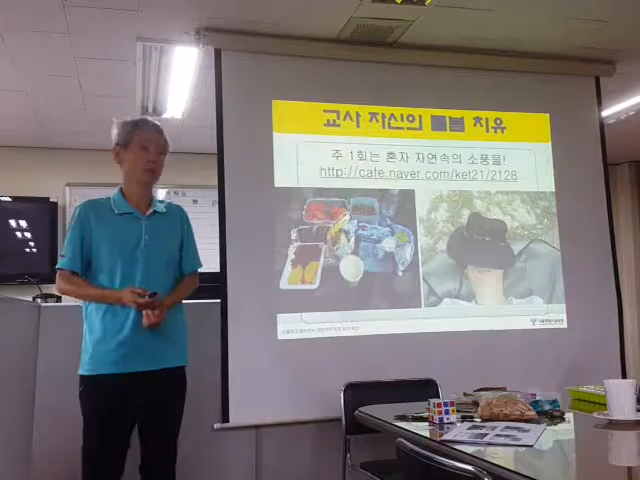 교사 자신의 ■■ 치유
주 1회는 혼자 자연속의 소풍을!
http://cafe.naver.com/ket21/2128